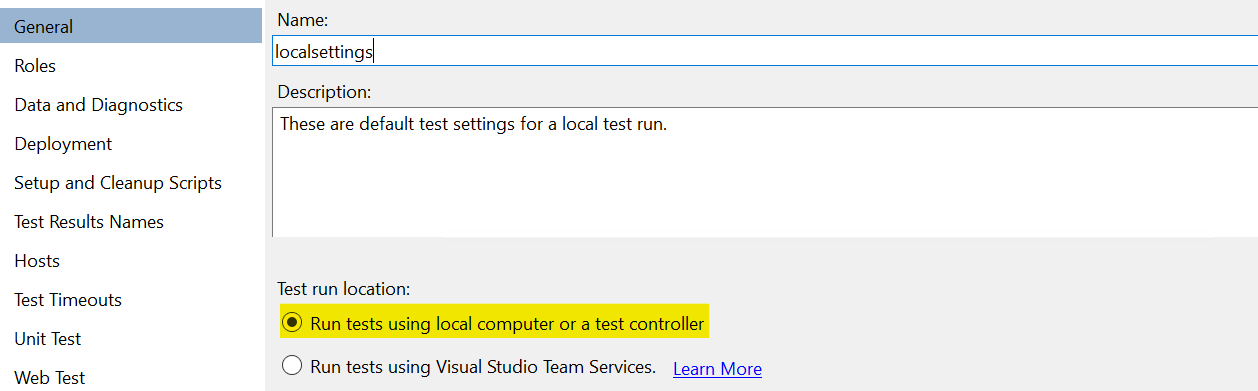 General
Roles
Data and Diagnostics
Deployment
Setup and Cleanup Scripts
Test Results Names
Hosts
Test Timeouts
Unit Test
Web Test
Name:
localsettings
Description:
These are default test settings for a local test run.
Test run location:
Run tests using local computer or a test controller
Run tests using Visual Studio Team Services. Learn More